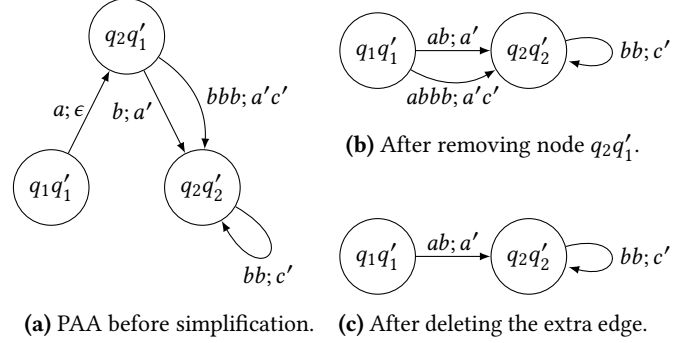 q₂q′₁
a; ϵ
b; a′
bbb; a′c′
q₁q′₁
q₂q′₂
bb; c′
(a) PAA before simplification.
q₁q′₁
ab; a′
q₂q′₂
bb; c′
abbb; a′c′
(b) After removing node q₂q′₁.
q₁q′₁
ab; a′
q₂q′₂
bb; c′
(c) After deleting the extra edge.